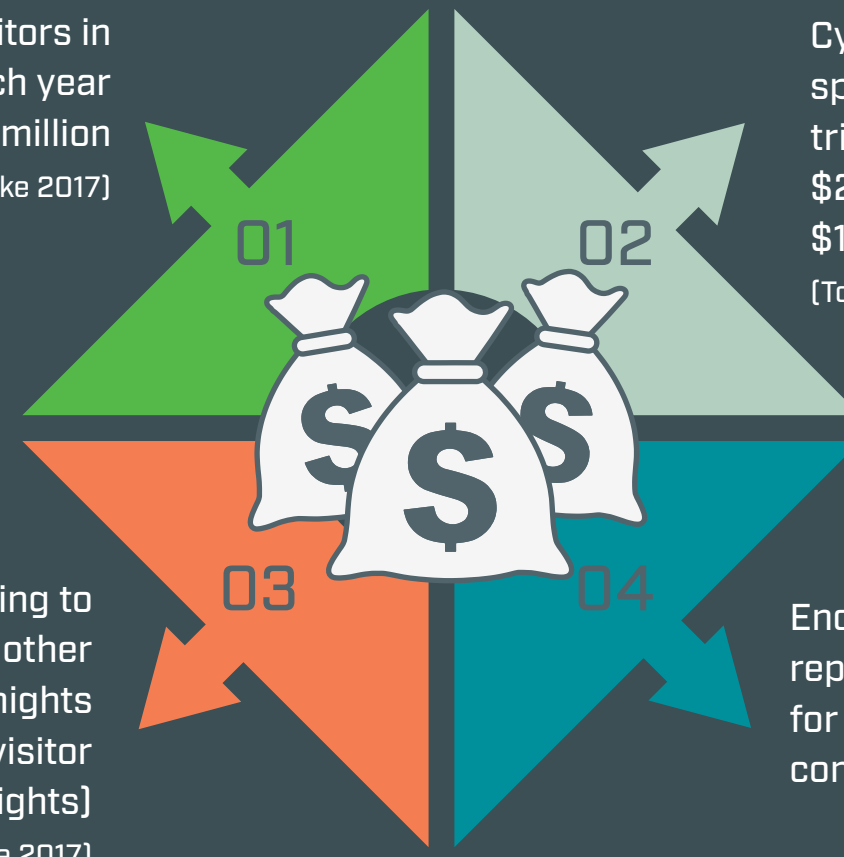 itors in
ch year
million
ke 2017)
01
02
Cy
sp
tri
$2
$1
(To
$
$
$
03
04
ing to
other
nights
visitor
ights)
e 2017)
Enc
rep
for
con